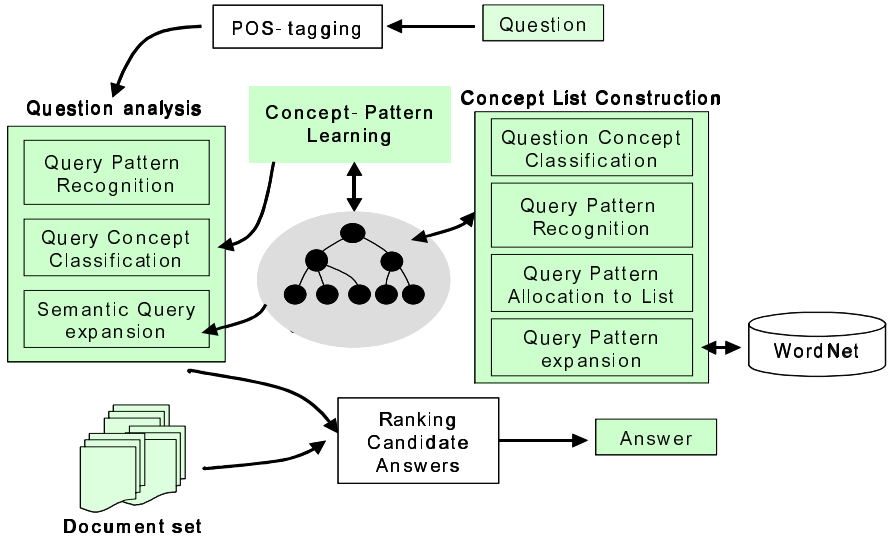 POS- tagging
Question
Question analysis
Query Pattern
Recognition
Query Concept
Classification
Semantic Query
expansion
Concept- Pattern
Learning
Concept List Construction
Question Concept
Classification
Query Pattern
Recognition
Query Pattern
Allocation to List
Query Pattern
expansion
WordNet
Ranking
Candidate
Answers
Answer
Document set